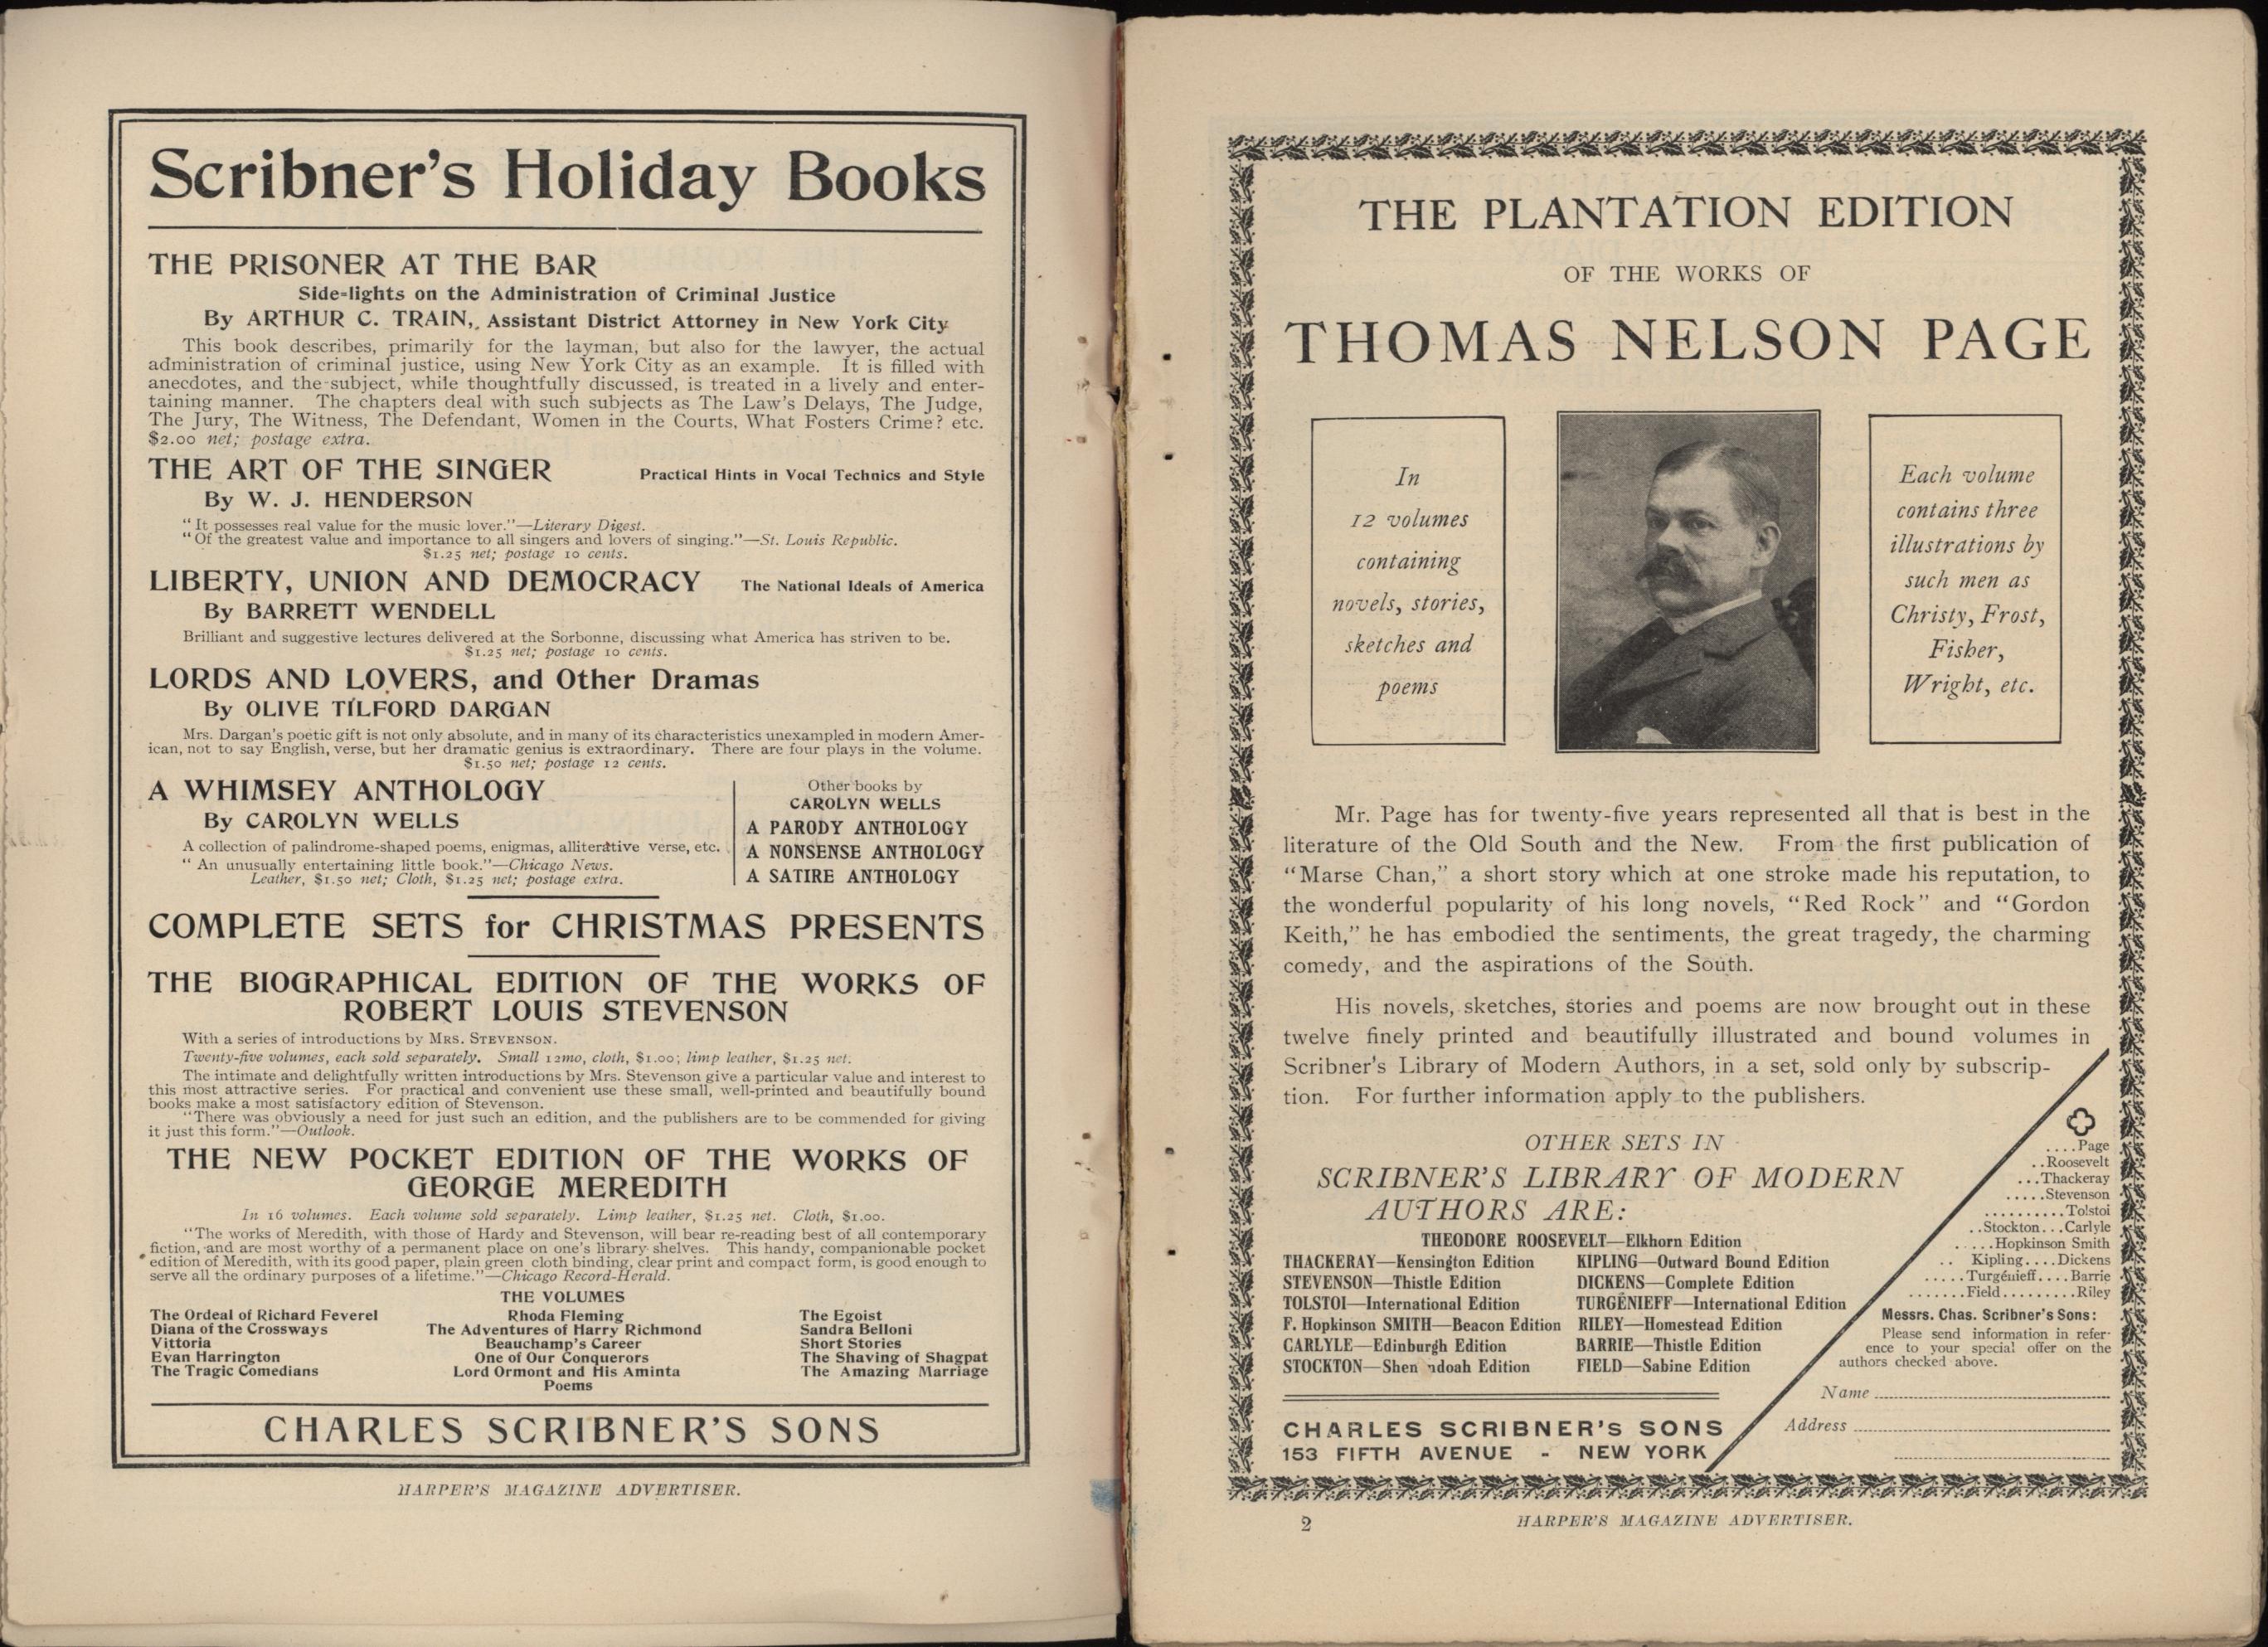 Scribner's Holiday Books
THE PRISONER AT THE BAR
Side-lights on the Administration of Criminal Justice
By ARTHUR C. TRAIN, Assistant District Attorney in New York City
This book describes, primarily for the layman, but also for the lawyer, the actual
administration of criminal justice, using New York City as an example. It is filled with
anecdotes, and the subject, while thoughtfully discussed, is treated in a lively and enter-
taining manner. The chapters deal with such subjects as The Law's Delays, The Judge,
The Jury, The Witness, The Defendant, Women in the Courts, What Fosters Crime? etc.
$2.00 net; postage extra.
THE ART OF THE SINGER Practical Hints in Vocal Technics and Style
By W. J. HENDERSON
"It possesses real value for the music lover."—Literary Digest.
"Of the greatest value and importance to all singers and lovers of singing."—St. Louis Republic.
$1.25 net; postage 10 cents.
LIBERTY, UNION AND DEMOCRACY The National Ideals of America
By BARRETT WENDELL
Brilliant and suggestive lectures delivered at the Sorbonne, discussing what America has striven to be.
$1.25 net; postage 10 cents.
LORDS AND LOVERS, and Other Dramas
By OLIVE TILFORD DARGAN
Mrs. Dargan's poetic gift is not only absolute, and in many of its characteristics unexampled in modern Amer-
ican, not to say English, verse, but her dramatic genius is extraordinary. There are four plays in the volume.
$1.50 net; postage 12 cents.
A WHIMSEY ANTHOLOGY
By CAROLYN WELLS
A collection of palindrome-shaped poems, enigmas, alliterative verse, etc.
"An unusually entertaining little book."—Chicago News.
Leather, $1.50 net; Cloth, $1.25 net; postage extra.
Other books by
CAROLYN WELLS
A PARODY ANTHOLOGY
A NONSENSE ANTHOLOGY
A SATIRE ANTHOLOGY
COMPLETE SETS for CHRISTMAS PRESENTS
THE BIOGRAPHICAL EDITION OF THE WORKS OF
ROBERT LOUIS STEVENSON
With a series of introductions by MRS. STEVENSON.
Twenty-five volumes, each sold separately. Small 12mo, cloth, $1.00; limp leather, $1.25 net.
The intimate and delightfully written introductions by Mrs. Stevenson give a particular value and interest to
this most attractive series. For practical and convenient use these small, well-printed and beautifully bound
books make a most satisfactory edition of Stevenson.
"There was obviously a need for just such an edition, and the publishers are to be commended for giving
it just this form."—Outlook.
THE NEW POCKET EDITION OF THE WORKS OF
GEORGE MEREDITH
In 16 volumes. Each volume sold separately. Limp leather, $1.25 net. Cloth, $1.00.
"The works of Meredith, with those of Hardy and Stevenson, will bear re-reading best of all contemporary
fiction, and are most worthy of a permanent place on one's library shelves. This handy, companionable pocket
edition of Meredith, with its good paper, plain green cloth binding, clear print and compact form, is good enough to
serve all the ordinary purposes of a lifetime."—Chicago Record-Herald.
THE VOLUMES
The Ordeal of Richard Feverel Rhoda Fleming The Egoist
Diana of the Crossways The Adventures of Harry Richmond Sandra Belloni
Vittoria Beauchamp's Career Short Stories
Evan Harrington One of Our Conquerors The Shaving of Shagpat
The Tragic Comedians Lord Ormont and His Aminta The Amazing Marriage
Poems
CHARLES SCRIBNER'S SONS
HARPER'S MAGAZINE ADVERTISER.
THE PLANTATION EDITION
OF THE WORKS OF
THOMAS NELSON PAGE
In
12 volumes
containing
novels, stories,
sketches and
poems
Each volume
contains three
illustrations by
such men as
Christy, Frost,
Fisher,
Wright, etc.
Mr. Page has for twenty-five years represented all that is best in the
literature of the Old South and the New. From the first publication of
"Marse Chan," a short story which at one stroke made his reputation, to
the wonderful popularity of his long novels, "Red Rock" and "Gordon
Keith," he has embodied the sentiments, the great tragedy, the charming
comedy, and the aspirations of the South.
His novels, sketches, stories and poems are now brought out in these
twelve finely printed and beautifully illustrated and bound volumes in
Scribner's Library of Modern Authors, in a set, sold only by subscrip-
tion. For further information apply to the publishers.
OTHER SETS IN
SCRIBNER'S LIBRARY OF MODERN
AUTHORS ARE:
THEODORE ROOSEVELT—Elkhorn Edition
THACKERAY—Kensington Edition KIPLING—Outward Bound Edition
STEVENSON—Thistle Edition DICKENS—Complete Edition
TOLSTOI—International Edition TURGÉNIEFF—International Edition
F. Hopkinson SMITH—Beacon Edition RILEY—Homestead Edition
CARLYLE—Edinburgh Edition BARRIE—Thistle Edition
STOCKTON—Shen ndoah Edition FIELD—Sabine Edition
CHARLES SCRIBNER'S SONS
153 FIFTH AVENUE - NEW YORK
....Page
..Roosevelt
...Thackeray
.....Stevenson
..........Tolstoi
..Stockton...Carlyle
.....Hopkinson Smith
.. Kipling....Dickens
.....Turgénieff....Barrie
.......Field.........Riley
Messrs. Chas. Scribner's Sons:
Please send information in refer-
ence to your special offer on the
authors checked above.
Name
Address
2
HARPER'S MAGAZINE ADVERTISER.